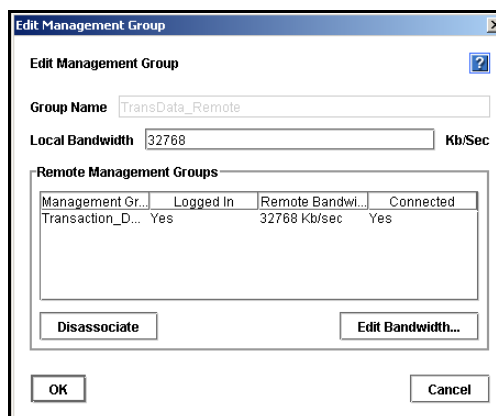 Edit Management Group
Edit Management Group
?
Group Name TransData_Remote
Local Bandwidth 32768 Kb/Sec
Remote Management Groups
Management Gr... Logged In Remote Bandwi... Connected
Transaction_D... Yes 32768 Kb/sec Yes
Disassociate Edit Bandwidth...
OK Cancel